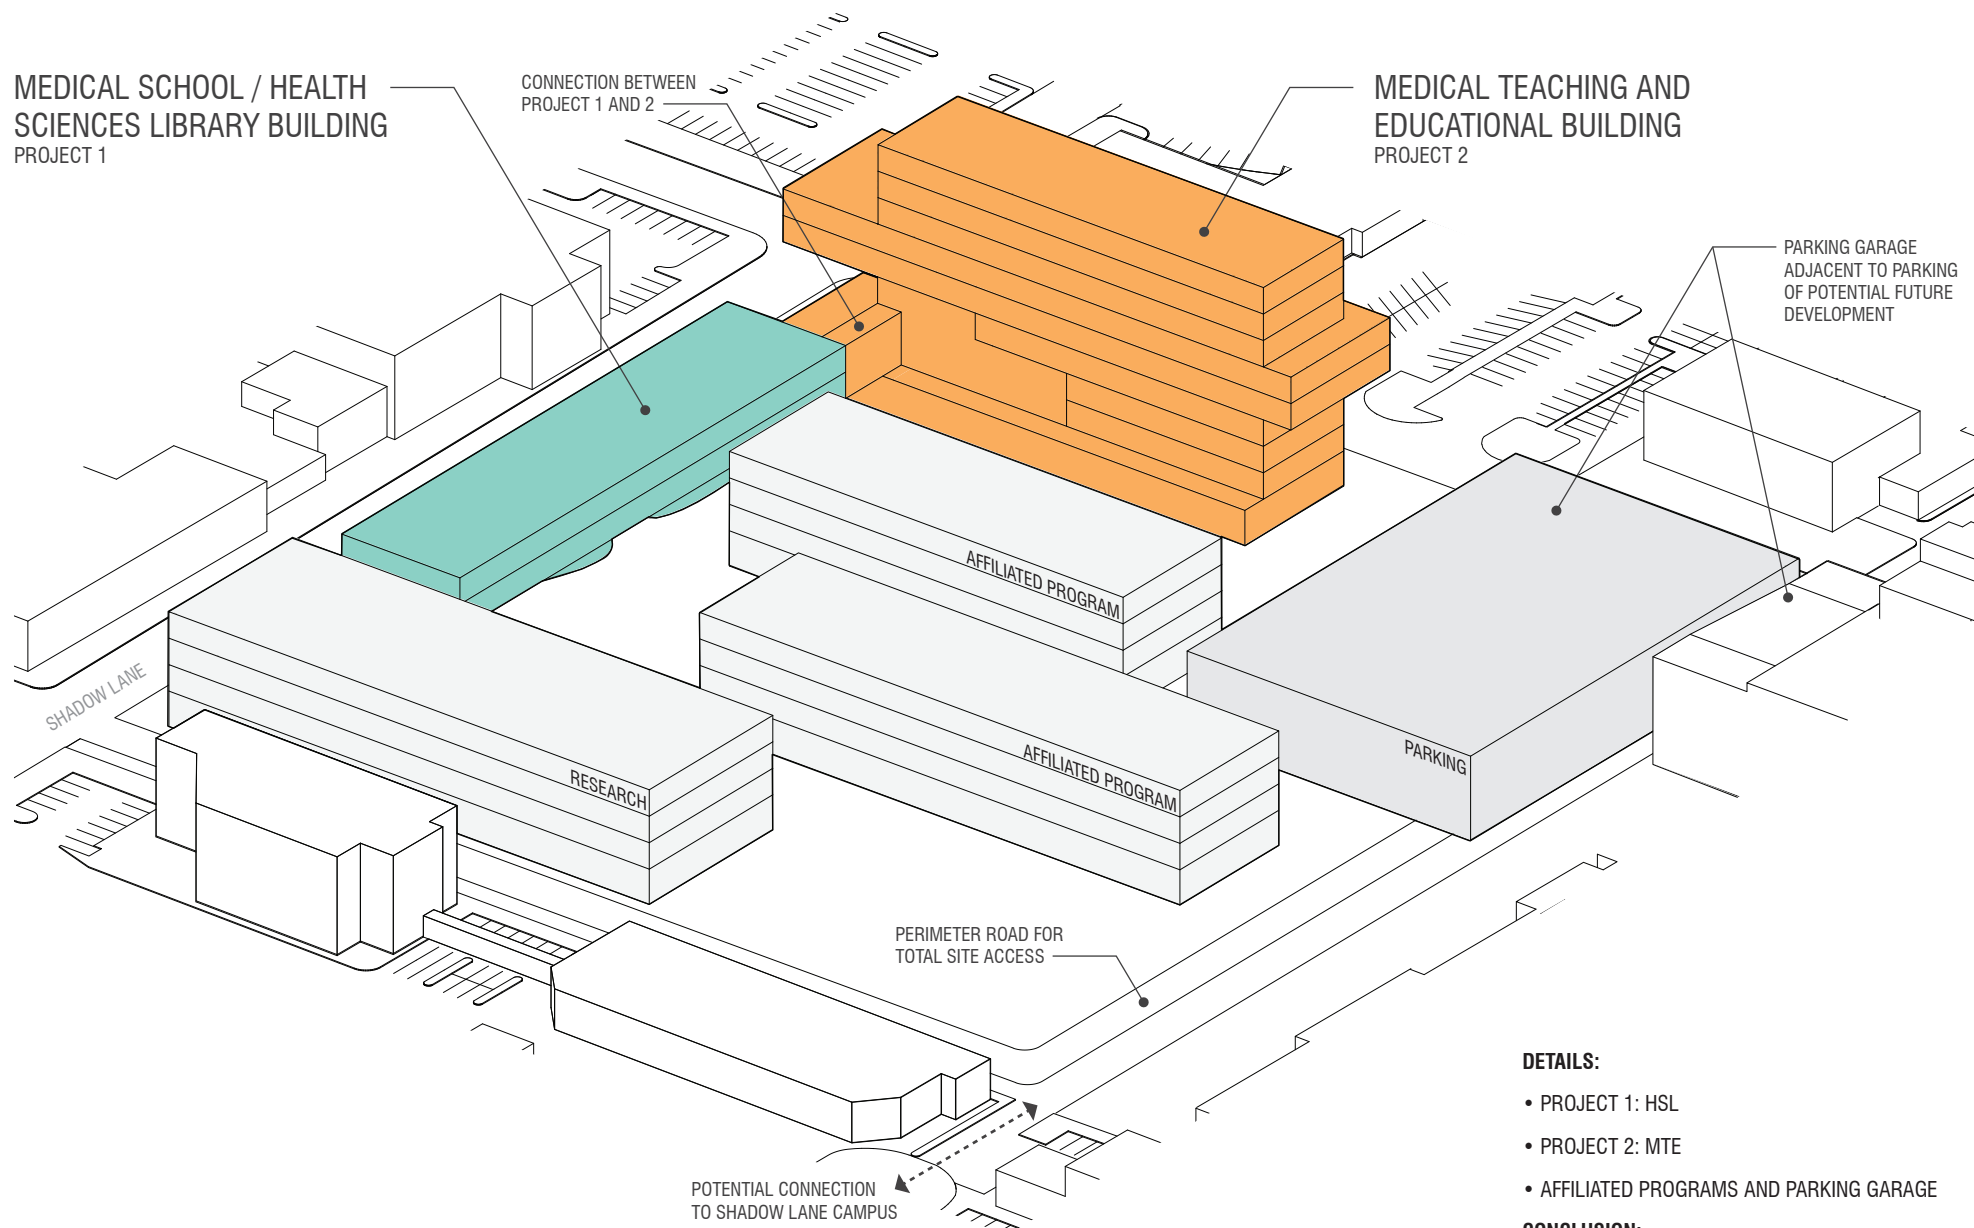 MEDICAL SCHOOL / HEALTH
SCIENCES LIBRARY BUILDING
PROJECT 1
CONNECTION BETWEEN
PROJECT 1 AND 2
MEDICAL TEACHING AND
EDUCATIONAL BUILDING
PROJECT 2
PARKING GARAGE
ADJACENT TO PARKING
OF POTENTIAL FUTURE
DEVELOPMENT
AFFILIATED PROGRAM
SHADOW LANE
RESEARCH
AFFILIATED PROGRAM
PARKING
PERIMETER ROAD FOR
TOTAL SITE ACCESS
POTENTIAL CONNECTION
TO SHADOW LANE CAMPUS
DETAILS:
• PROJECT 1: HSL
• PROJECT 2: MTE
• AFFILIATED PROGRAMS AND PARKING GARAGE
CONCLUSION: